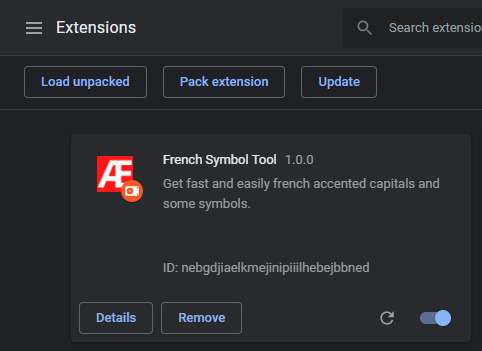 Extensions
Search extensio
Load unpacked
Pack extension
Update
Æ
French Symbol Tool 1.0.0
Get fast and easily french accented capitals and
some symbols.
ID: nebgdjiaelkmejinipiiilhebejbbned
Details
Remove